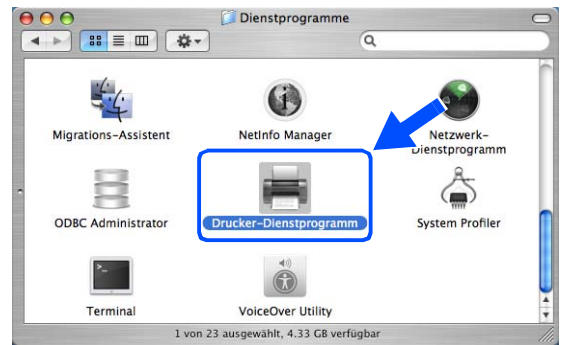 Dienstprogramme
Migrations-Assistent
NetInfo Manager
Netzwerk-
Dienstprogramm
ODBC Administrator
Drucker-Dienstprogramm
System Profiler
Terminal
VoiceOver Utility
1 von 23 ausgewählt, 4.33 GB verfügbar